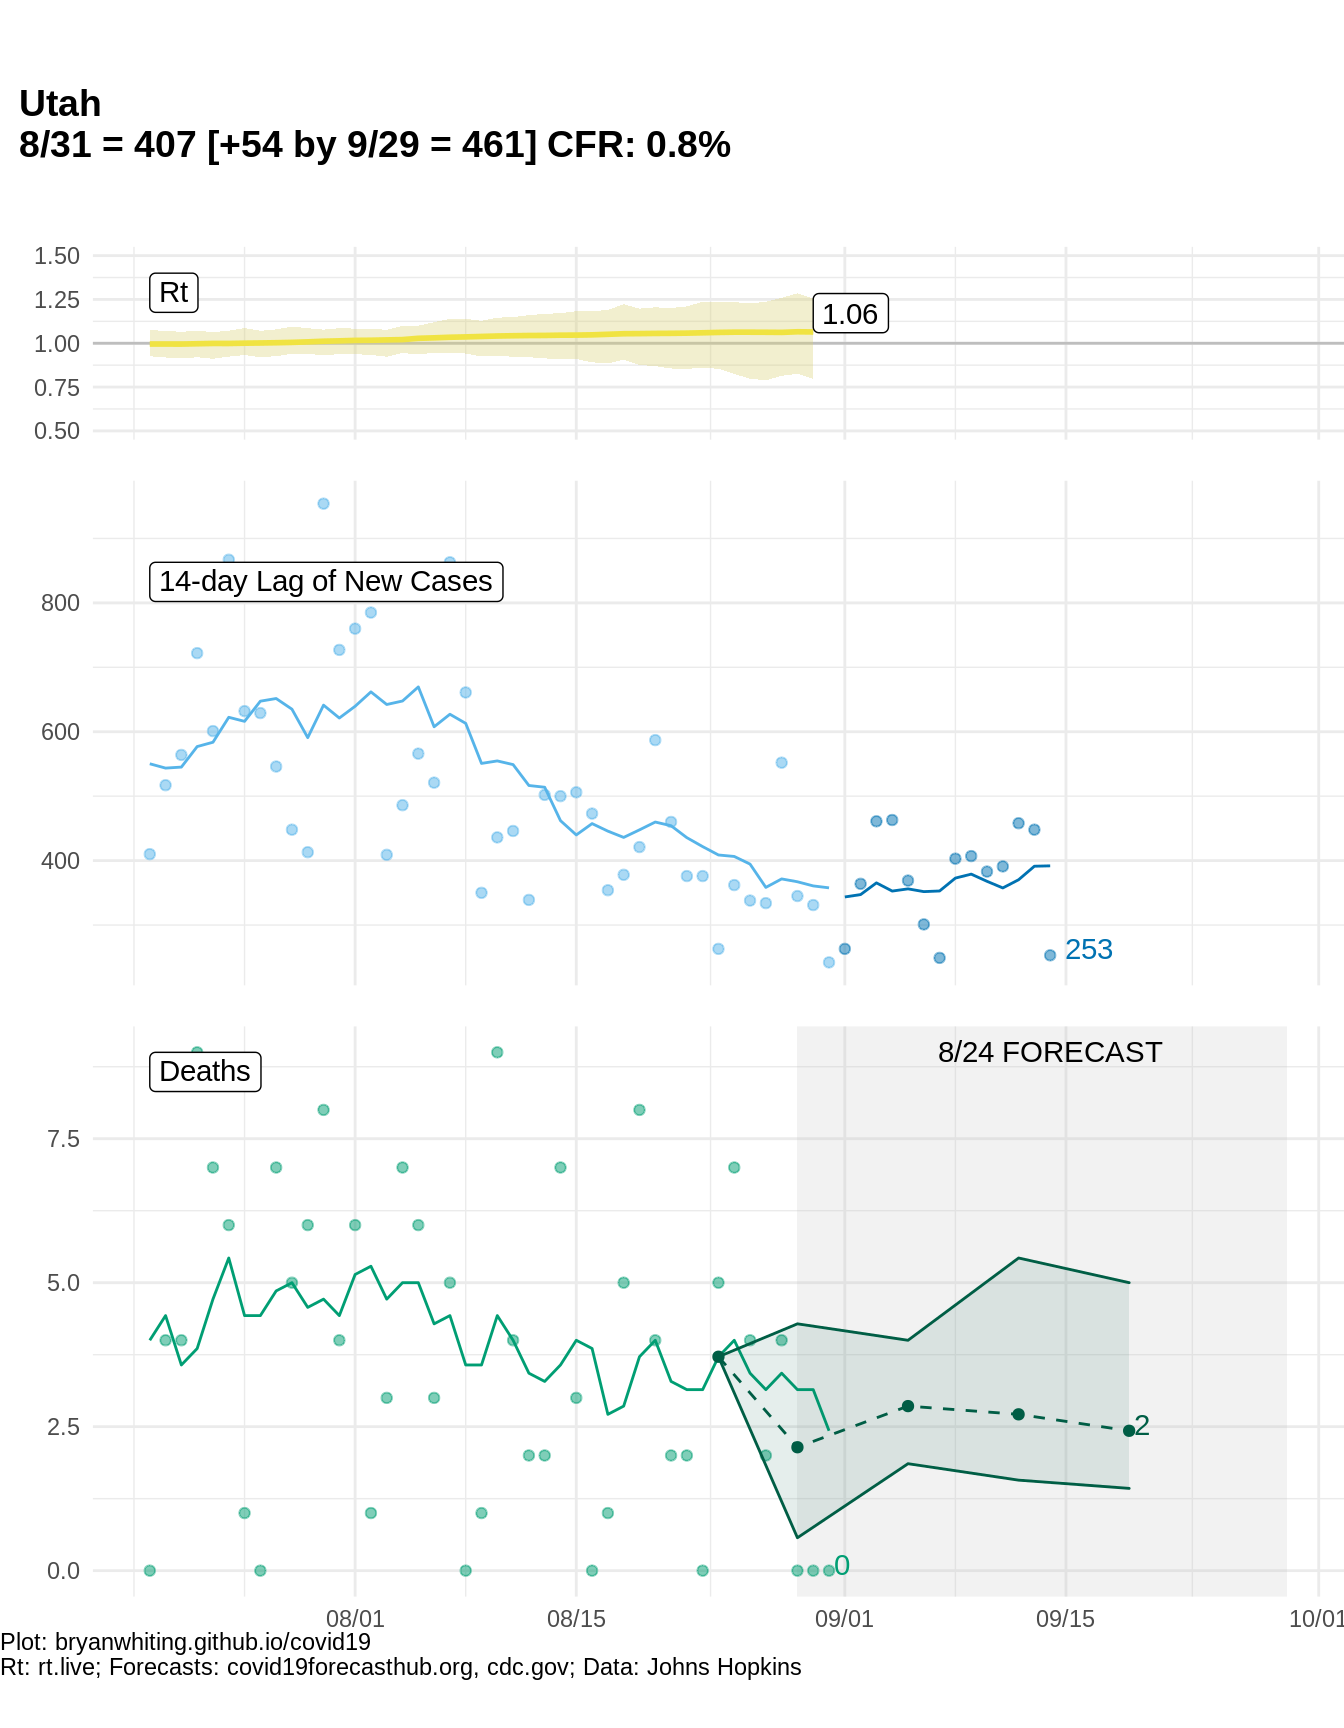 Utah
8/31 = 407 [+54 by 9/29 = 461] CFR: 0.8%
1.50
Rt
1.25
1.06
1.00
0.75
0.50
14-day Lag of New Cases
800
600
400
253
8/24 FORECAST
Deaths
7.5
5.0
2.5
2
0.0
0
08/01 08/15 09/01 09/15 10/01
Plot: bryanwhiting.github.io/covid19
Rt: rt.live; Forecasts: covid19forecasthub.org, cdc.gov; Data: Johns Hopkins